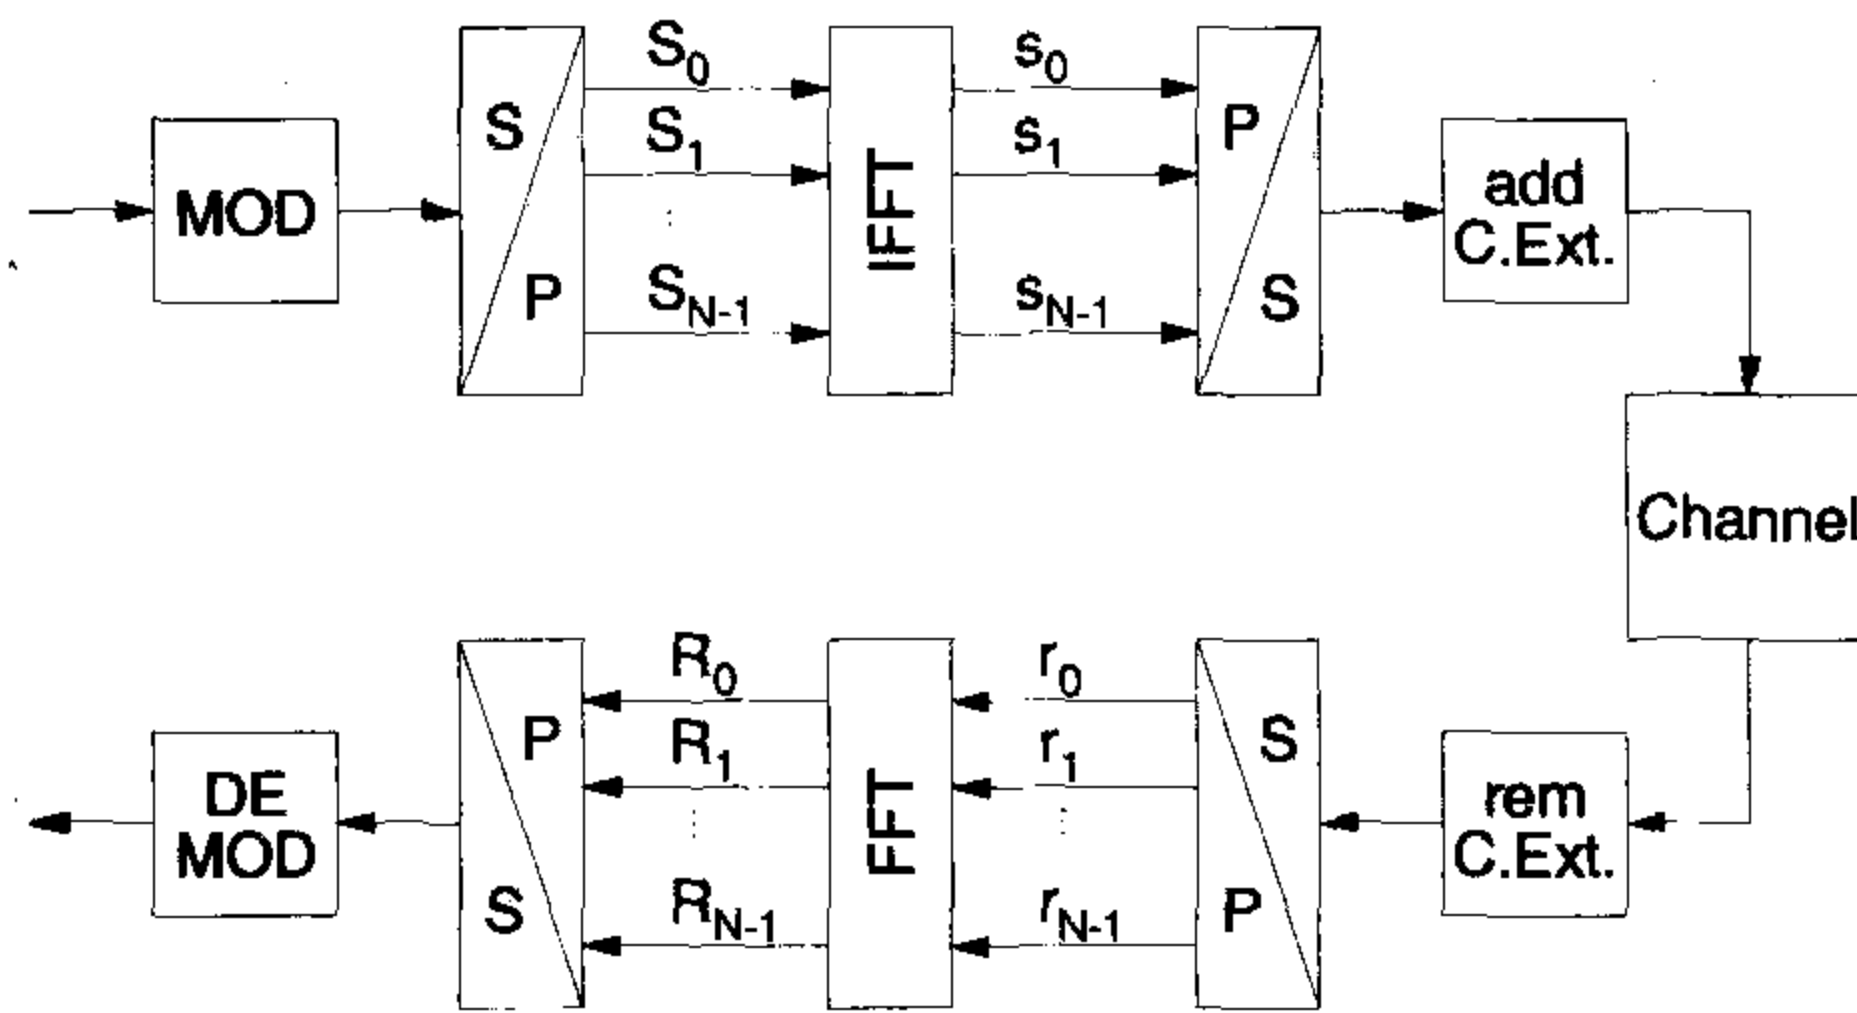 MOD
S
P
S0
S1
SN-1
IFFT
s0
s1
sN-1
P
S
add
C.Ext.
Channel
DE
MOD
P
S
R0
R1
RN-1
FFT
r0
r1
rN-1
S
P
rem
C.Ext.